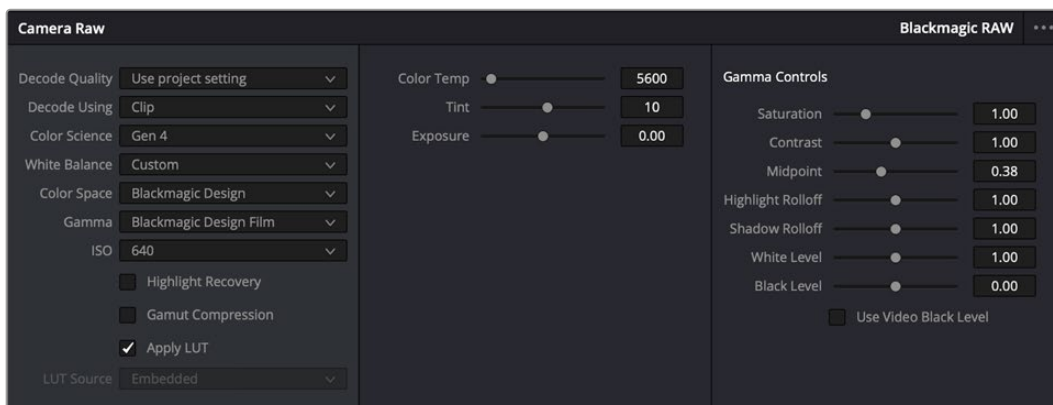 Camera Raw
Blackmagic RAW
Decode Quality Use project setting
Decode Using Clip
Color Science Gen 4
White Balance Custom
Color Space Blackmagic Design
Gamma Blackmagic Design Film
ISO 640
Highlight Recovery
Gamut Compression
Apply LUT
LUT Source Embedded
Color Temp 5600
Tint 10
Exposure 0.00
Gamma Controls
Saturation 1.00
Contrast 1.00
Midpoint 0.38
Highlight Rolloff 1.00
Shadow Rolloff 1.00
White Level 1.00
Black Level 0.00
Use Video Black Level